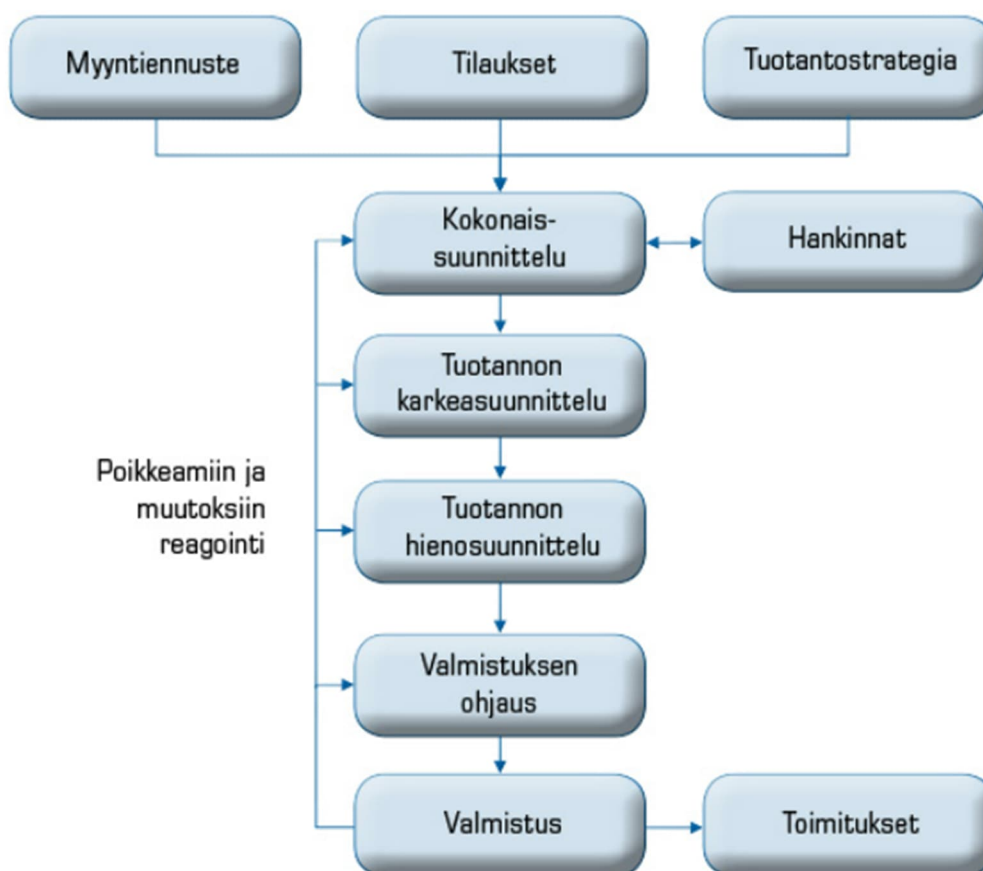 Myyntiennuste
Tilaukset
Tuotantostrategia
Kokonais-
suunnittelu
Hankinnat
Tuotannon
karkeasuunnittelu
Poikkeamiin ja
muutoksiin
reagointi
Tuotannon
hienosuunnittelu
Valmistuksen
ohjaus
Valmistus
Toimitukset